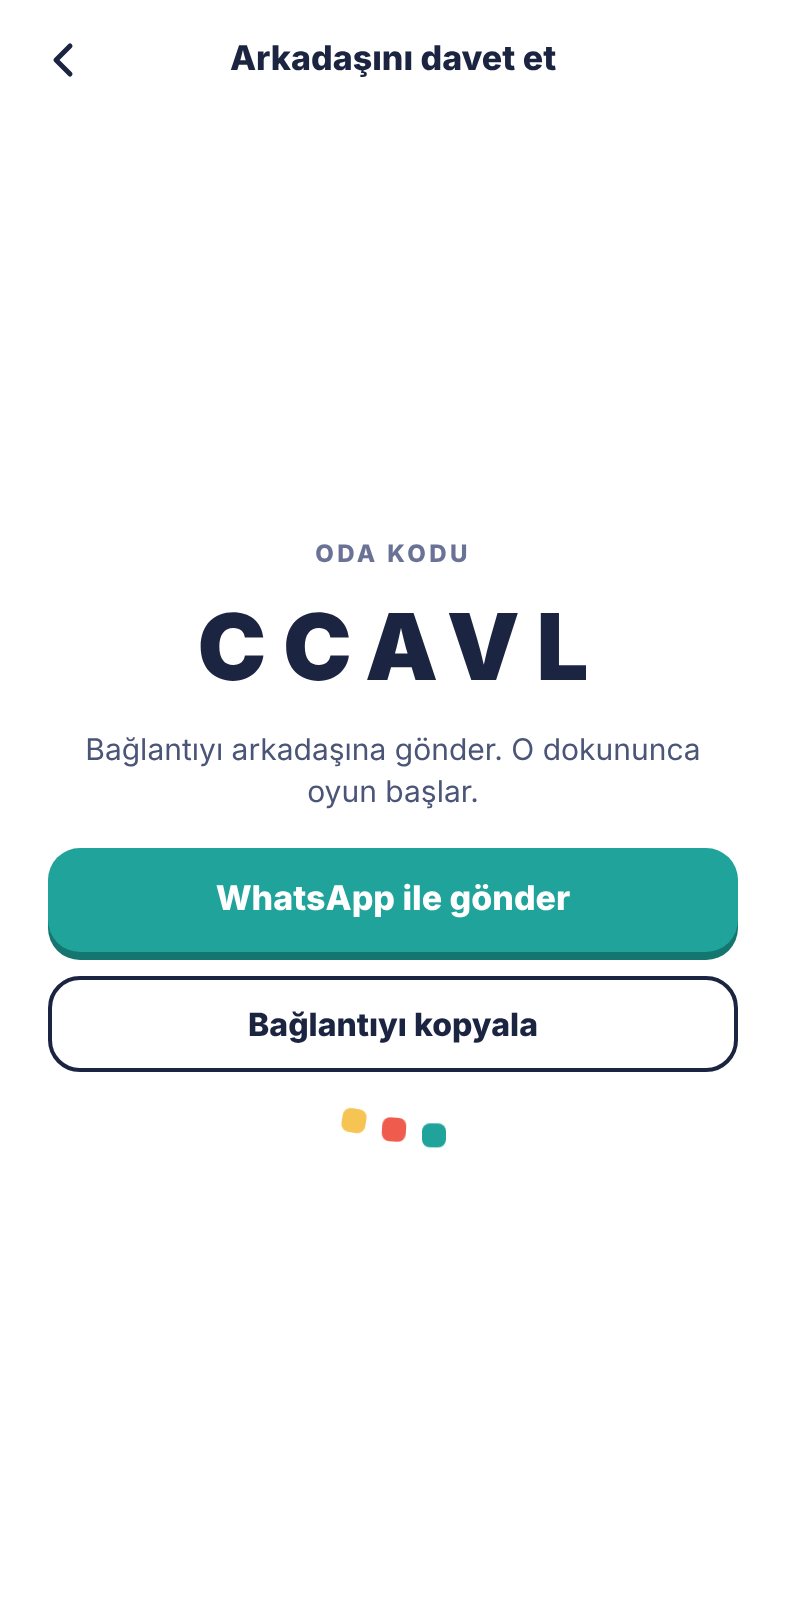 Arkadaşını davet et
ODA KODU
CCAVL
Bağlantıyı arkadaşına gönder. O dokununca
oyun başlar.
WhatsApp ile gönder
Bağlantıyı kopyala